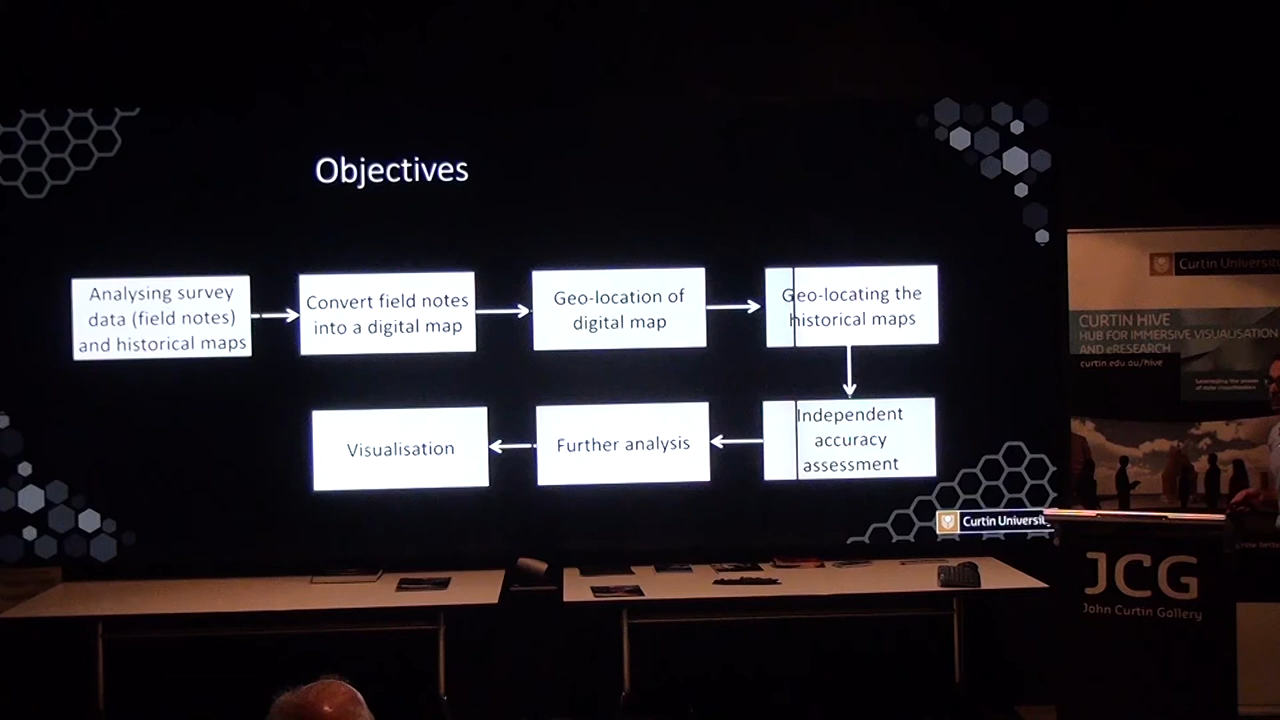 Objectives
Analysing survey
data (field notes)
and historical maps
Convert field notes
into a digital map
Geo-location of
digital map
Geo-locating the
historical maps
Independent
accuracy
assessment
Further analysis
Visualisation
Curtin Universit
Curtin Universit
CURTIN HIVE
HUB FOR IMMERSIVE VISUALISATION
AND eRESEARCH
curtin.edu.au/hive
JCG
John Curtin Gallery